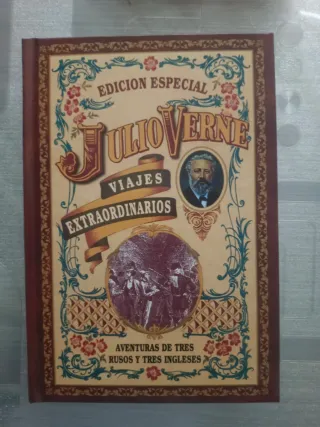 EDICION ESPECIAL
JULIO VERNE
VIAJES
EXTRAORDINARIOS
AVENTURAS DE TRES
RUSOS Y TRES INGLESES